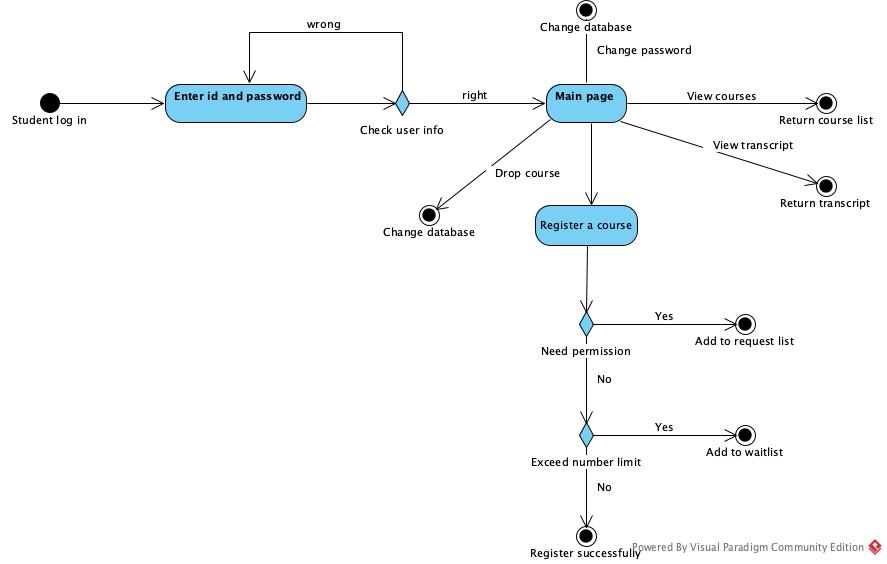 wrong
Change database
Change password
Enter id and password
Main page
right
View courses
Student log in
Check user info
Return course list
View transcript
Drop course
Return transcript
Change database
Register a course
Yes
Need permission
Add to request list
No
Yes
Exceed number limit
Add to waitlist
No
Register successfully
Powered By Visual Paradigm Community Edition